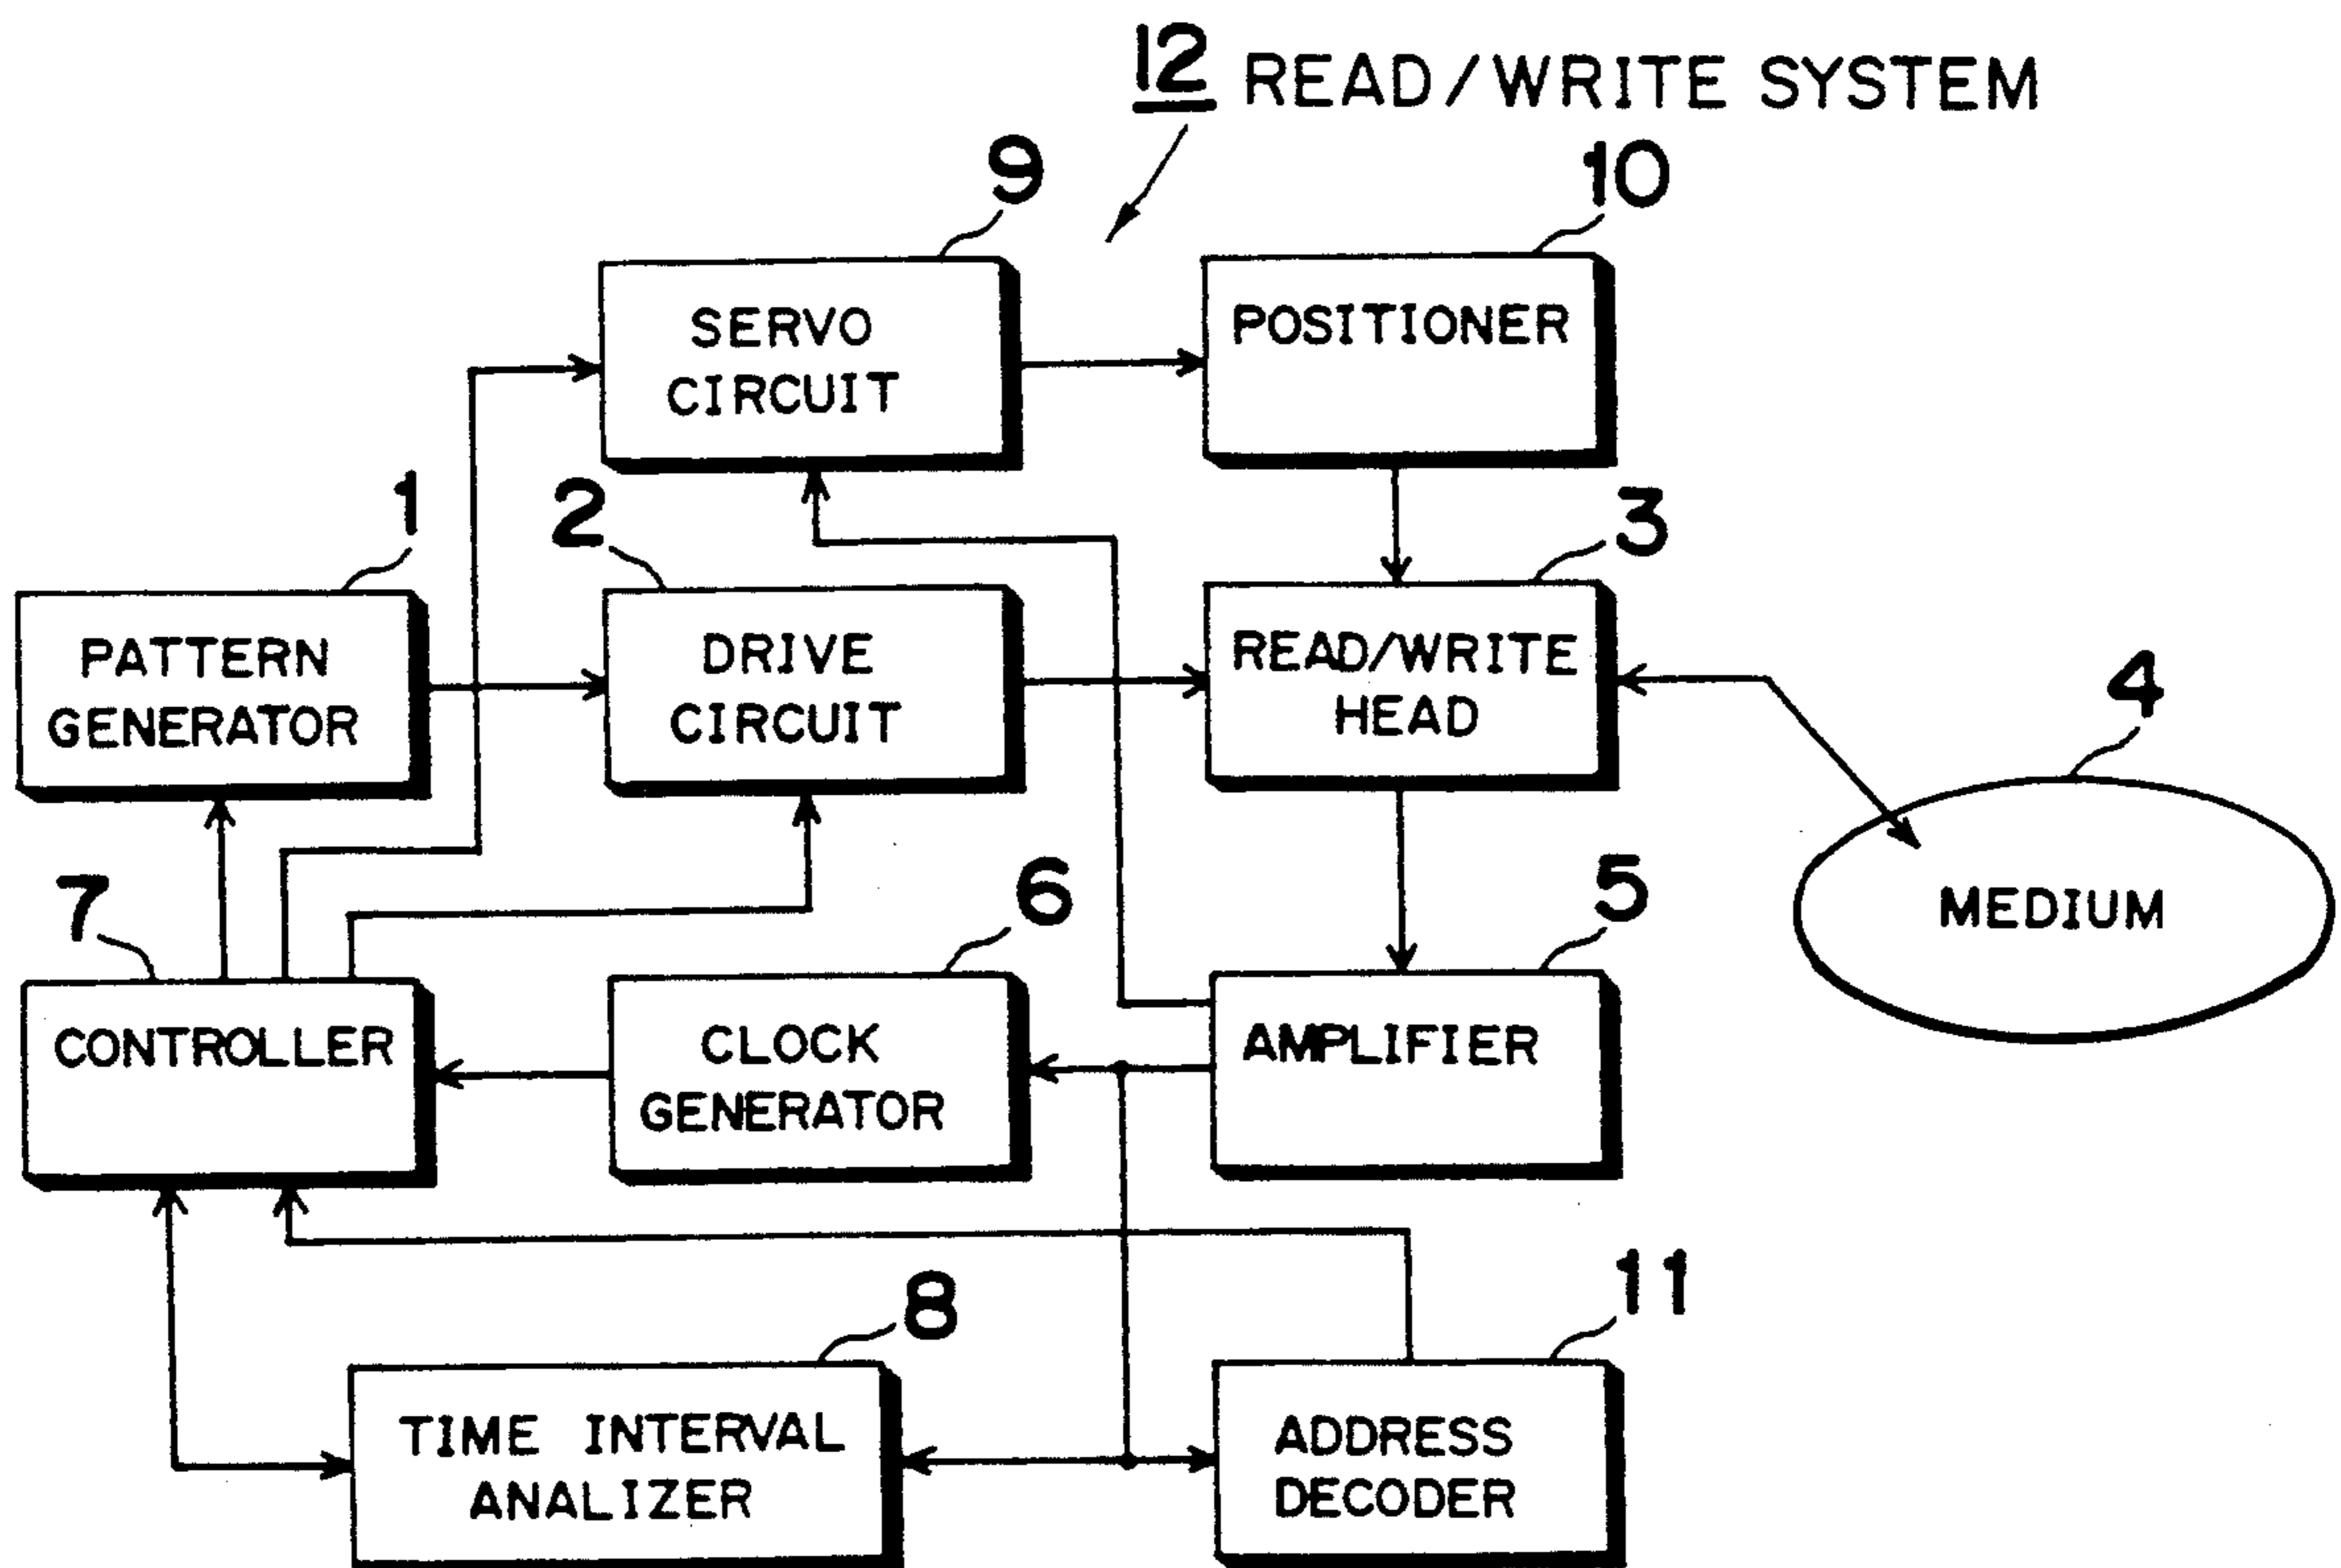 12 READ/WRITE SYSTEM
9
10
SERVO
CIRCUIT
POSITIONER
1
2
3
PATTERN
GENERATOR
DRIVE
CIRCUIT
READ/WRITE
HEAD
4
7
6
5
MEDIUM
CONTROLLER
CLOCK
GENERATOR
AMPLIFIER
8
11
TIME INTERVAL
ANALIZER
ADDRESS
DECODER